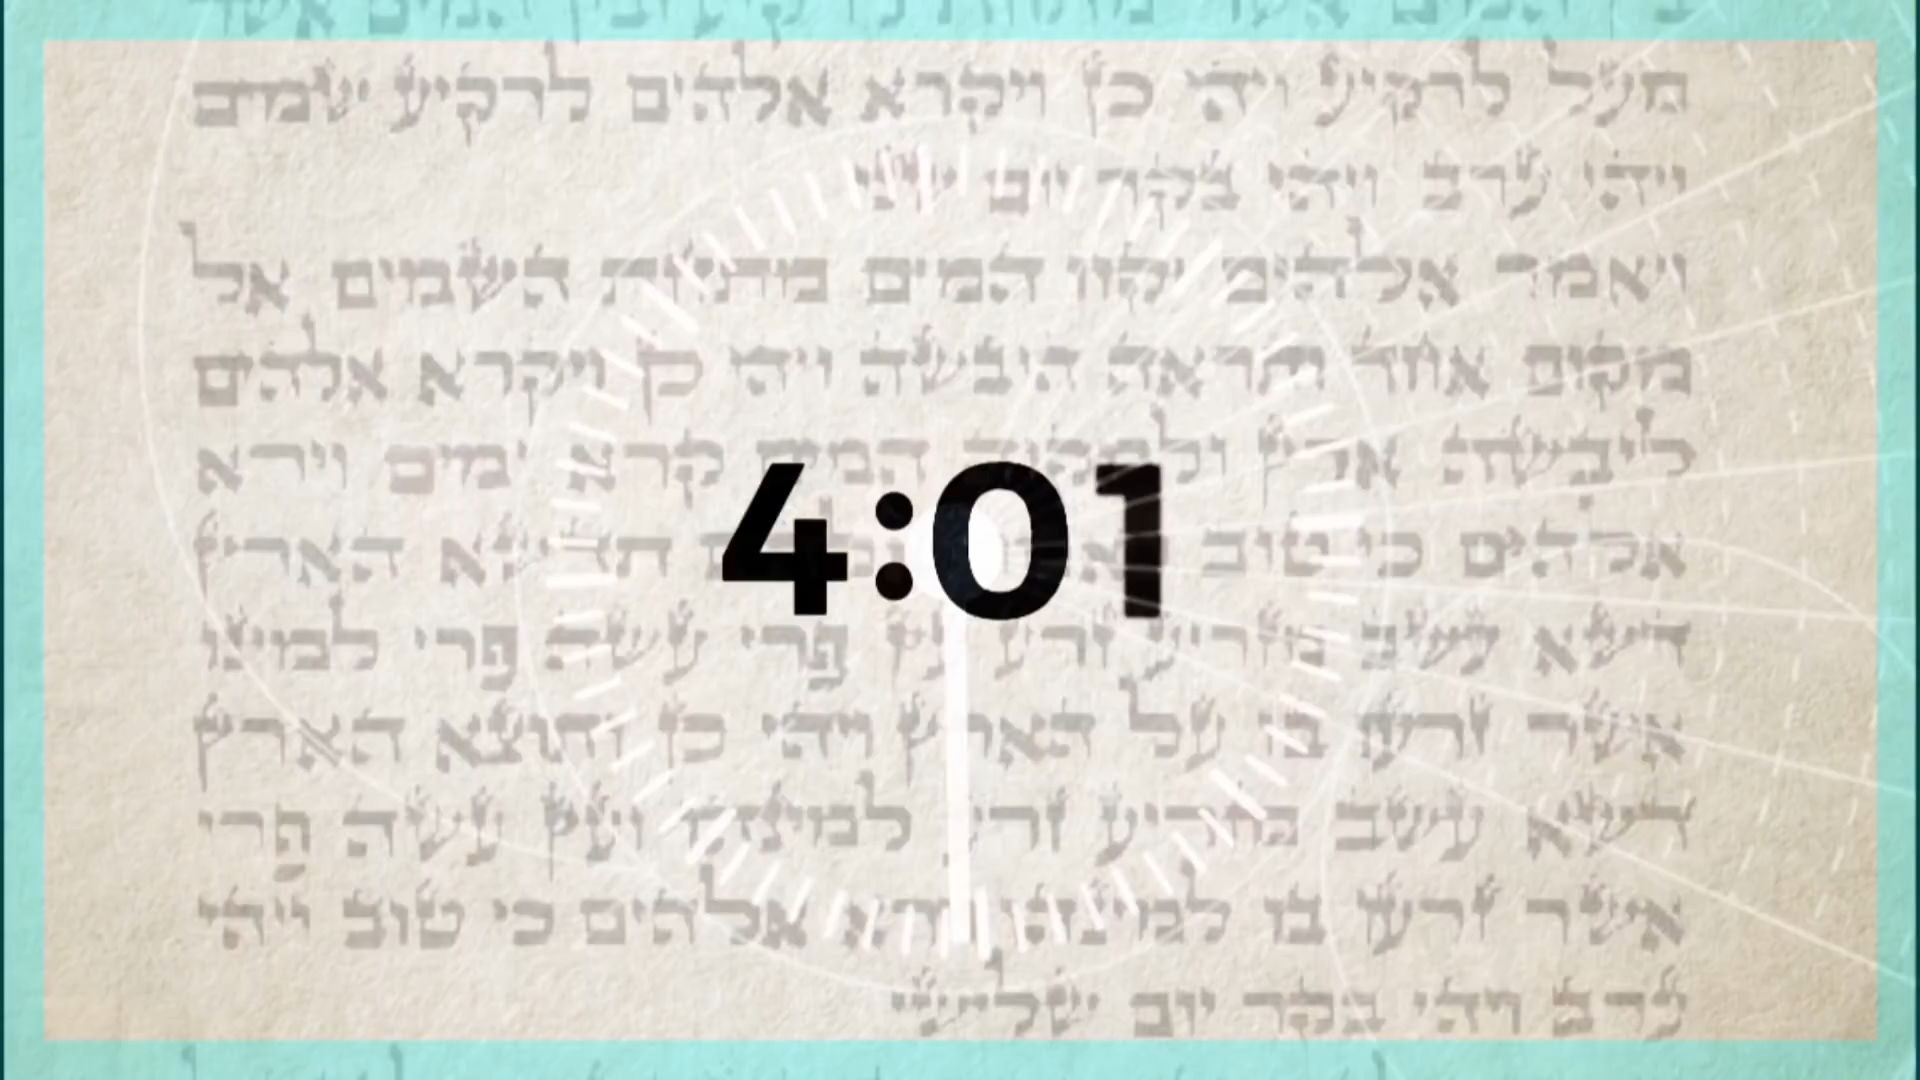 מעל לרקיע ויהי כן ויקרא אלהים לרקיע שמים
ויהי ערב ויהי בקר יום שני
ויאמר אלהים יקוו המים מתחת השמים אל
מקום אחד ותראה היבשה ויהי כן ויקרא אלהים
ליבשה ארץ ולמקוה המים קרא ימים וירא
4:01
אלהים כי טוב תדשא הארץ
דשא עשב מזריע זרע עץ פרי עשה פרי למינו
אשר זרעו בו על הארץ ויהי כן ותוצא הארץ
דשא עשב מזריע זרע למינהו ועץ עשה פרי
אשר זרעו בו למינהו וירא אלהים כי טוב ויהי
ערב ויהי בקר יום שלישי